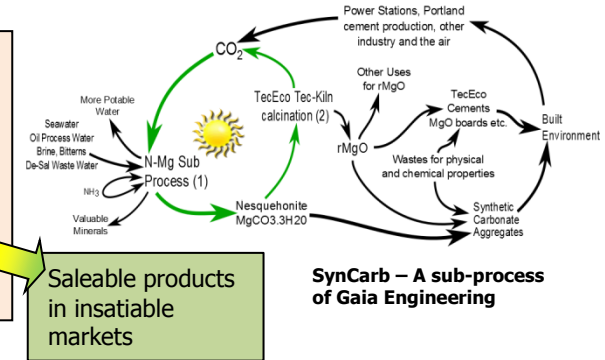 Power Stations, Portland
cement production, other
industry and the air
CO2
Other Uses
for rMgO
More Potable
Water
TecEco Tec-Kiln
calcination (2)
TecEco
Cements
MgO boards etc.
Built
Environment
Seawater
Oil Process Water
Brine, Bitterns
De-Sal Waste Water
N-Mg Sub
Process (1)
rMgO
Wastes for physical
and chemical properties
NH3
Nesquehonite
MgCO3.3H20
Synthetic
Carbonate
Aggregates
Valuable
Minerals
Saleable products
in insatiable
markets
SynCarb – A sub-process
of Gaia Engineering